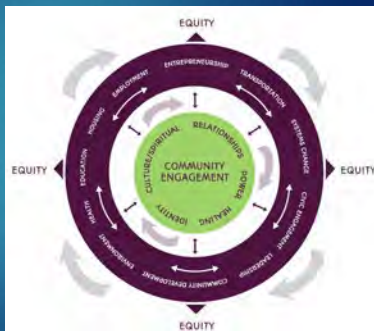 EQUITY
ENTREPRENEURSHIP
TRANSPORTATION
SYSTEMS CHANGE
CIVIC ENGAGEMENT
LEADERSHIP
COMMUNITY DEVELOPMENT
ENVIRONMENT
HEALTH
EDUCATION
HOUSING
EMPLOYMENT
EQUITY
EQUITY
CULTURE/SPIRITUAL
RELATIONSHIPS
POWER
HEALING
IDENTITY
COMMUNITY
ENGAGEMENT
EQUITY